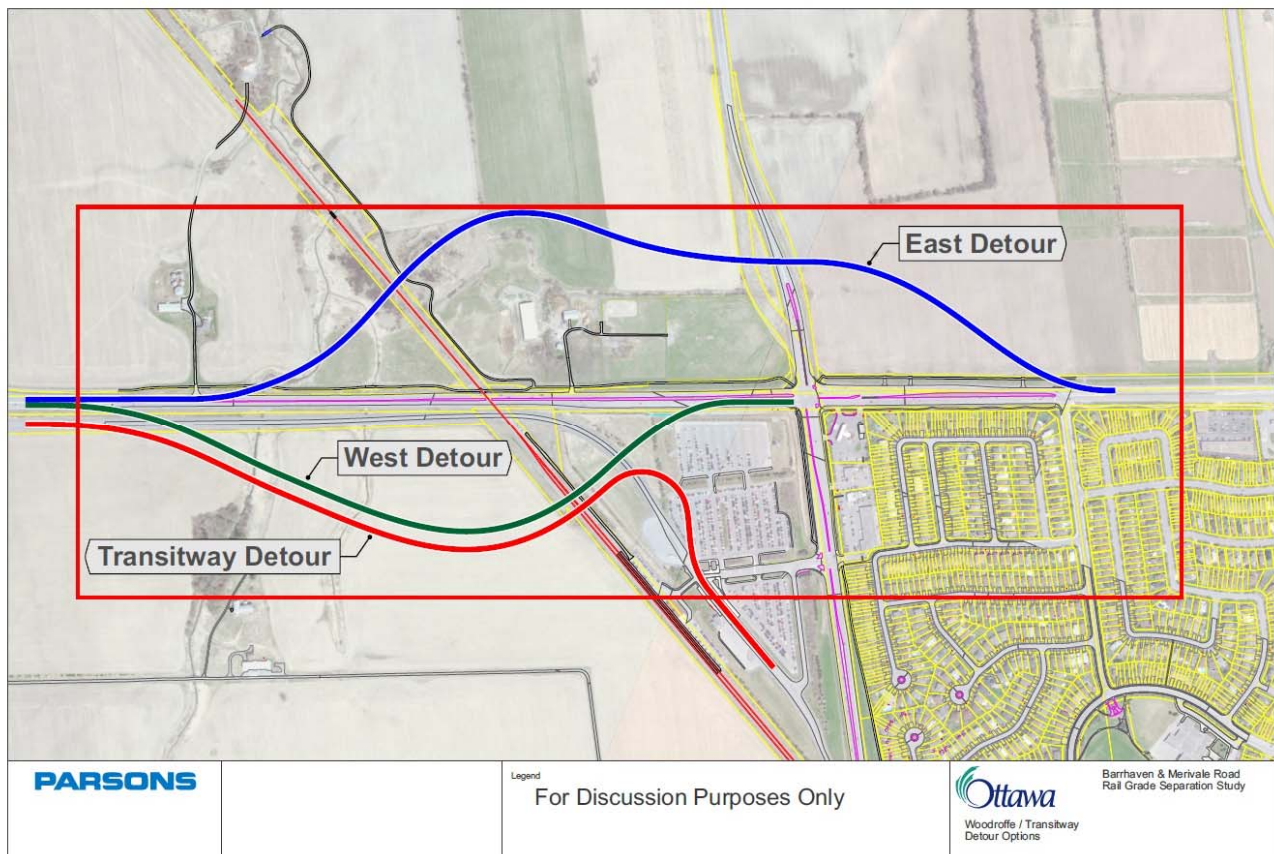 East Detour
West Detour
Transitway Detour
PARSONS
Legend
For Discussion Purposes Only
Ottawa
Woodroffe / Transitway
Detour Options
Barrhaven & Merivale Road
Rail Grade Separation Study